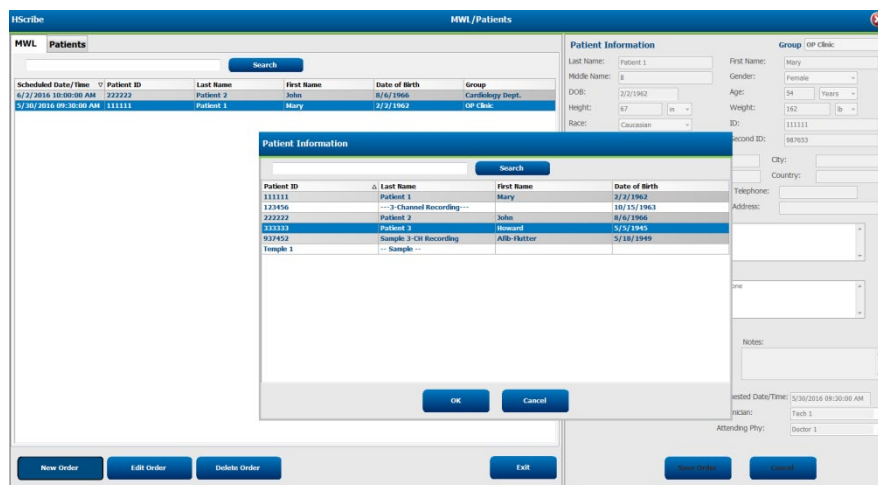 HScribe MWL/Patients
MWL Patients
Search
Scheduled Date/Time Patient ID Last Name First Name Date of Birth Group
6/2/2016 10:00:00 AM 222222 Patient 2 John 8/6/1966 Cardiology Dept.
5/30/2016 09:30:00 AM 111111 Patient 1 Mary 2/2/1962 OP Clinic
Patient Information Group OP Clinic
Last Name: Patient 1 First Name: Mary
Middle Name: B Gender: Female
DOB: 2/2/1962 Age: 54 Years
Height: 67 in Weight: 162 lb
Race: Caucasian ID: 111111
Second ID: 987653
City:
Country:
Telephone:
Address:
Notes:
Tech 1
Attending Phy: Doctor 1
5/30/2016 09:30:00 AM
Patient Information
Search
Patient ID Last Name First Name Date of Birth
111111 Patient 1 Mary 2/2/1962
123456 ---3-Channel Recording--- 10/15/1963
222222 Patient 2 John 8/6/1966
333333 Patient 3 Howard 5/5/1945
937452 Sample 3-CH Recording Afib-Flutter 5/18/1949
Temple 1 -- Sample --
OK Cancel
New Order Edit Order Delete Order Exit Save Order Cancel